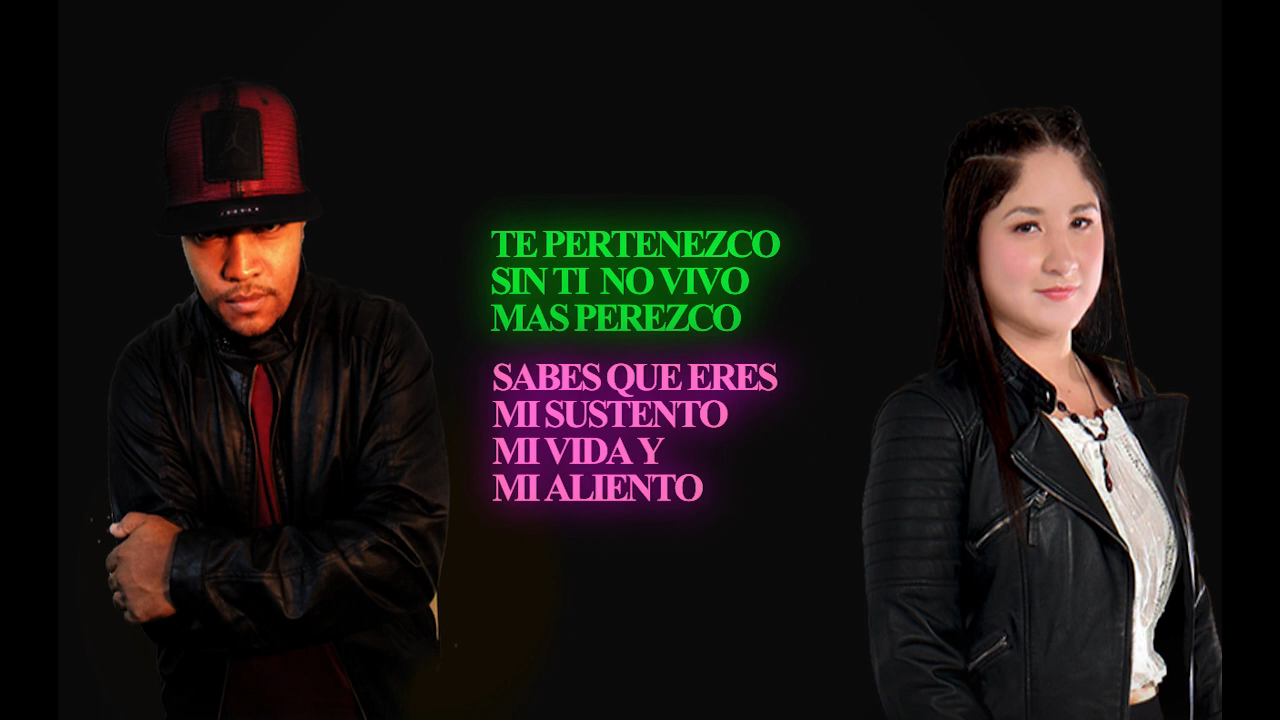 TE PERTENEZCO
SIN TI NO VIVO
MAS PEREZCO
SABES QUE ERES
MI SUSTENTO
MI VIDA Y
MI ALIENTO